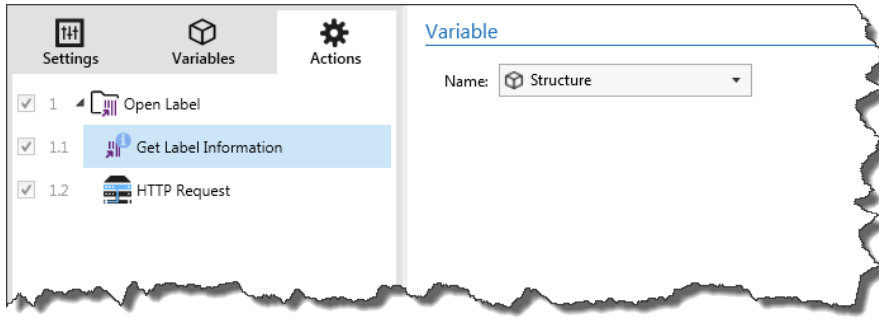 Settings
Variables
Actions
1 Open Label
1.1 Get Label Information
1.2 HTTP Request
Variable
Name: Structure